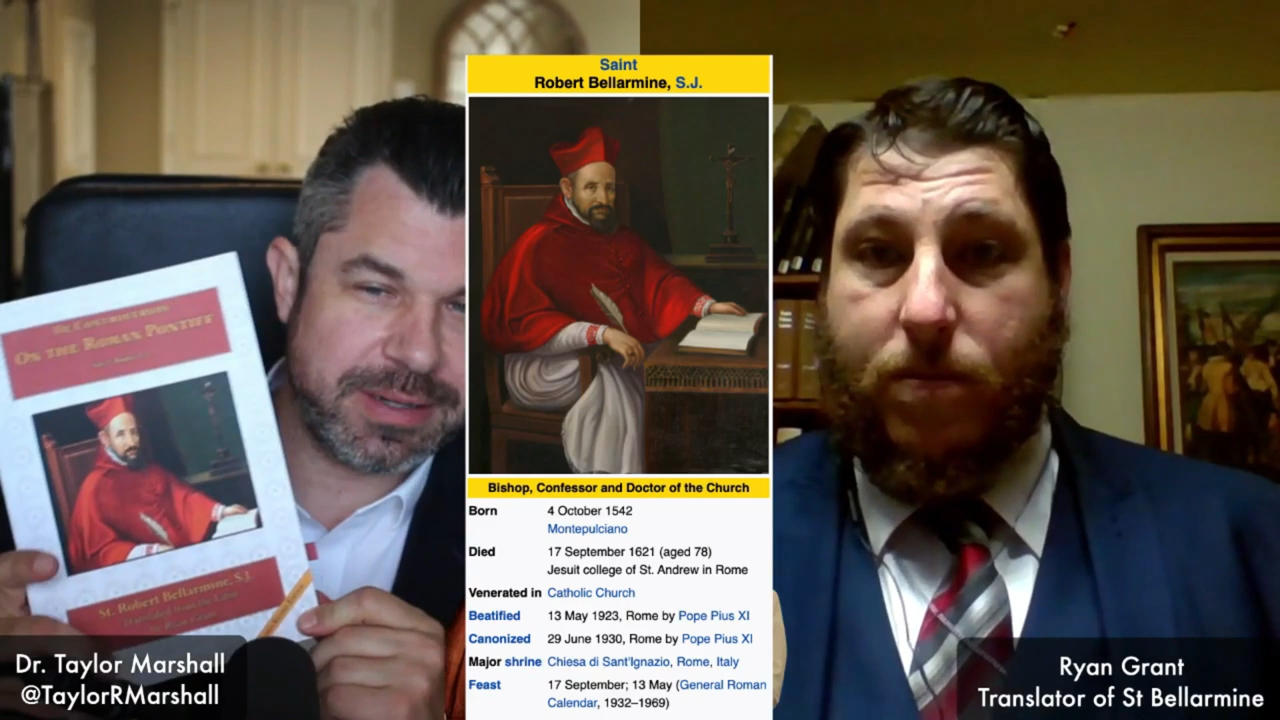 ON THE ROMAN PONTIFF
St. Robert Bellarmine, S.J.
Dr. Taylor Marshall
@TaylorRMarshall
Saint
Robert Bellarmine, S.J.
Bishop, Confessor and Doctor of the Church
Born 4 October 1542
Montepulciano
Died 17 September 1621 (aged 78)
Jesuit college of St. Andrew in Rome
Venerated in Catholic Church
Beatified 13 May 1923, Rome by Pope Pius XI
Canonized 29 June 1930, Rome by Pope Pius XI
Major shrine Chiesa di Sant'Ignazio, Rome, Italy
Feast 17 September; 13 May (General Roman
Calendar, 1932–1969)
Ryan Grant
Translator of St Bellarmine